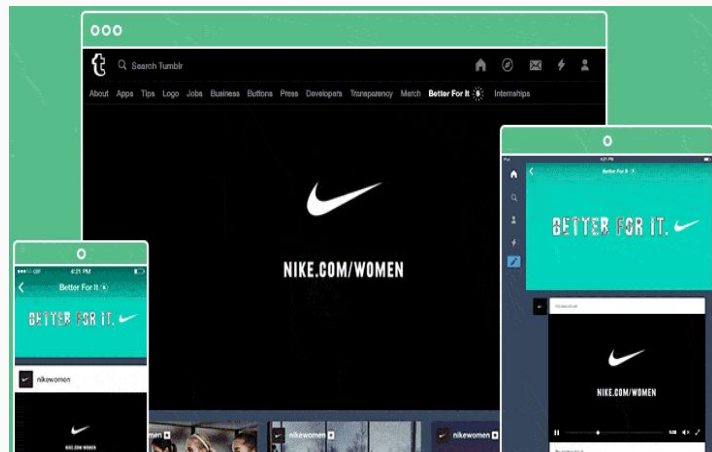 Search Tumblr
About Apps Tips Logo Jobs Business Buttons Press Developers Transparency Merch Better For It Internships
NIKE.COM/WOMEN
nikewomen
nikewomen
4:21 PM
Better For It
BETTER FOR IT.
nikewomen
NIKE.COM/WOMEN
4:21 PM
Better For It
BETTER FOR IT.
nikewomen
NIKE.COM/WOMEN